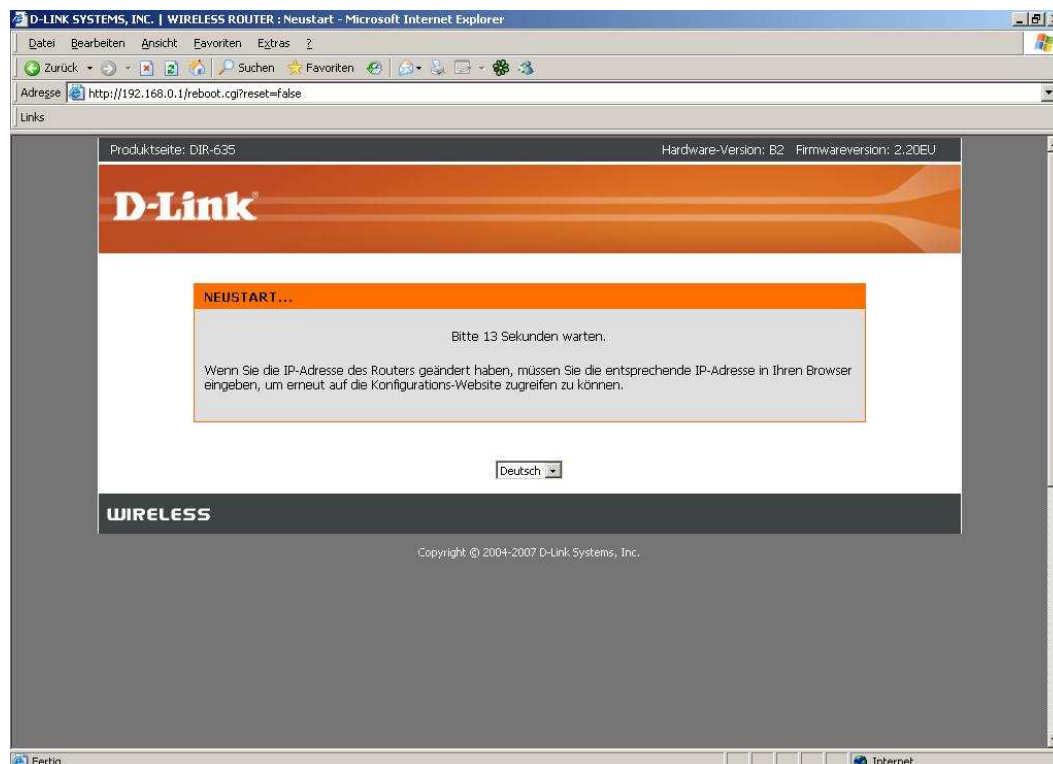 D-LINK SYSTEMS, INC. | WIRELESS ROUTER : Neustart - Microsoft Internet Explorer
Datei Bearbeiten Ansicht Favoriten Extras ?
Zurück Suchen Favoriten
Adresse http://192.168.0.1/reboot.cgi?reset=false
Links
Produktseite: DIR-635 Hardware-Version: B2 Firmwareversion: 2.20EU
D-Link
NEUSTART...
Bitte 13 Sekunden warten.
Wenn Sie die IP-Adresse des Routers geändert haben, müssen Sie die entsprechende IP-Adresse in Ihren Browser
eingeben, um erneut auf die Konfigurations-Website zugreifen zu können.
Deutsch
WIRELESS
Copyright © 2004-2007 D-Link Systems, Inc.
Fertig Internet